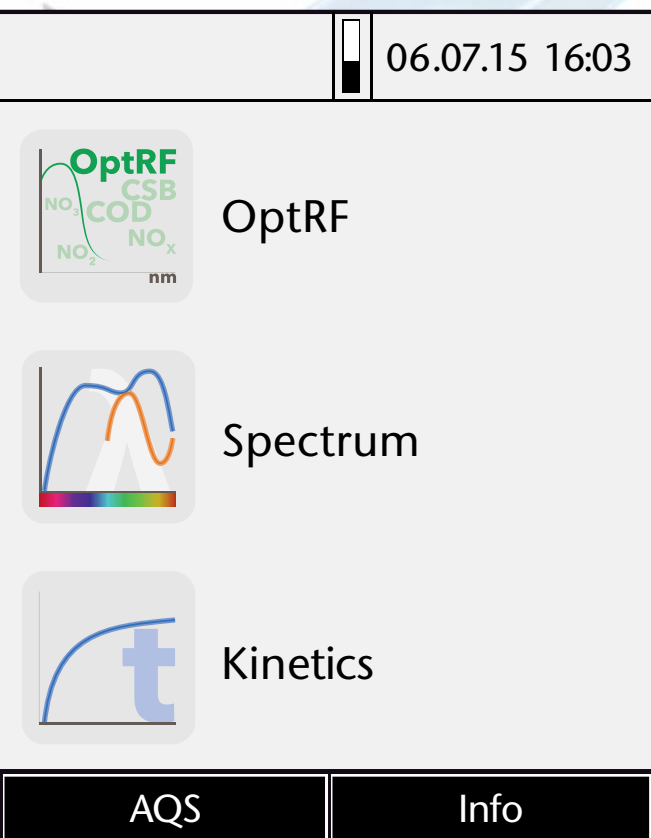 06.07.15 16:03
OptRF
CSB
NO3
COD
NOX
NO2
nm
OptRF
Spectrum
t
Kinetics
AQS
Info